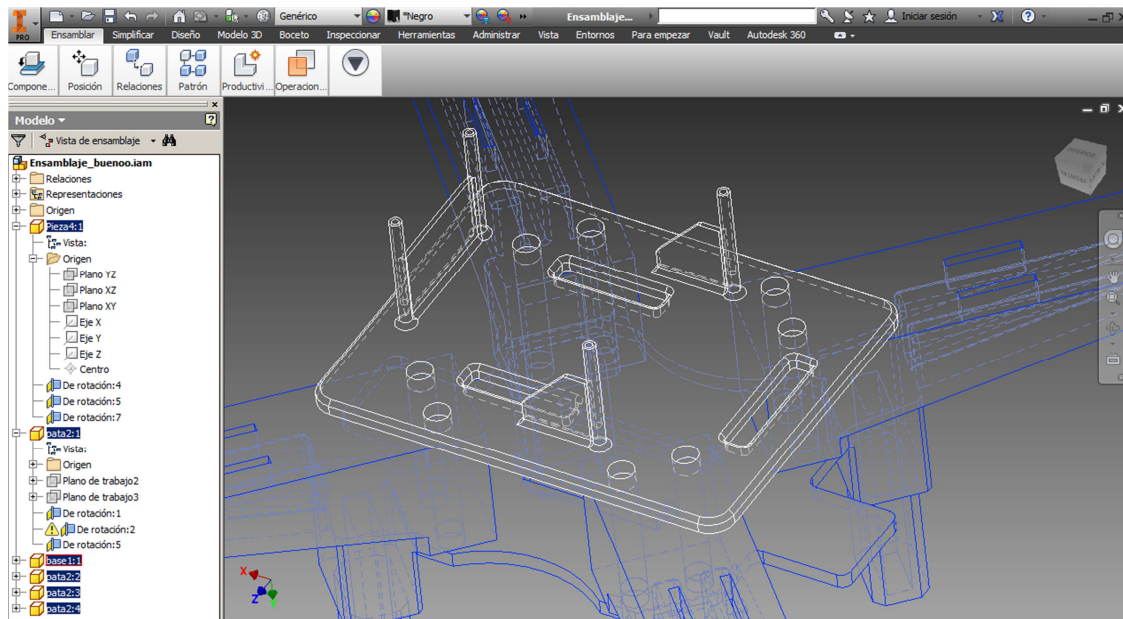 PRO
Genérico
*Negro
Ensamblaje...
Iniciar sesión
Ensamblar Simplificar Diseño Modelo 3D Boceto Inspeccionar Herramientas Administrar Vista Entornos Para empezar Vault Autodesk 360
Compone... Posición Relaciones Patrón Productivi... Operacion...
Modelo
Vista de ensamblaje
Ensamblaje_buenoo.iam
Relaciones
Representaciones
Origen
Pieza4:1
Vista:
Origen
Plano YZ
Plano XZ
Plano XY
Eje X
Eje Y
Eje Z
Centro
De rotación:4
De rotación:5
De rotación:7
pata2:1
Vista:
Origen
Plano de trabajo2
Plano de trabajo3
De rotación:1
De rotación:2
De rotación:5
base1:1
pata2:2
pata2:3
pata2:4
X
Z
Y